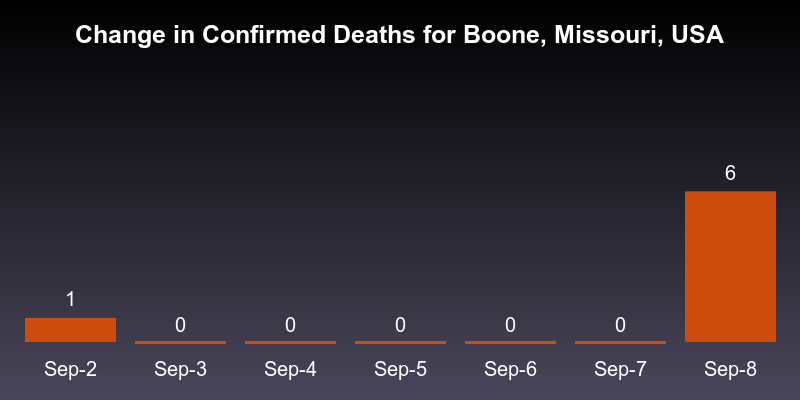 Change in Confirmed Deaths for Boone, Missouri, USA
6
1
0 0 0 0 0
Sep-2 Sep-3 Sep-4 Sep-5 Sep-6 Sep-7 Sep-8